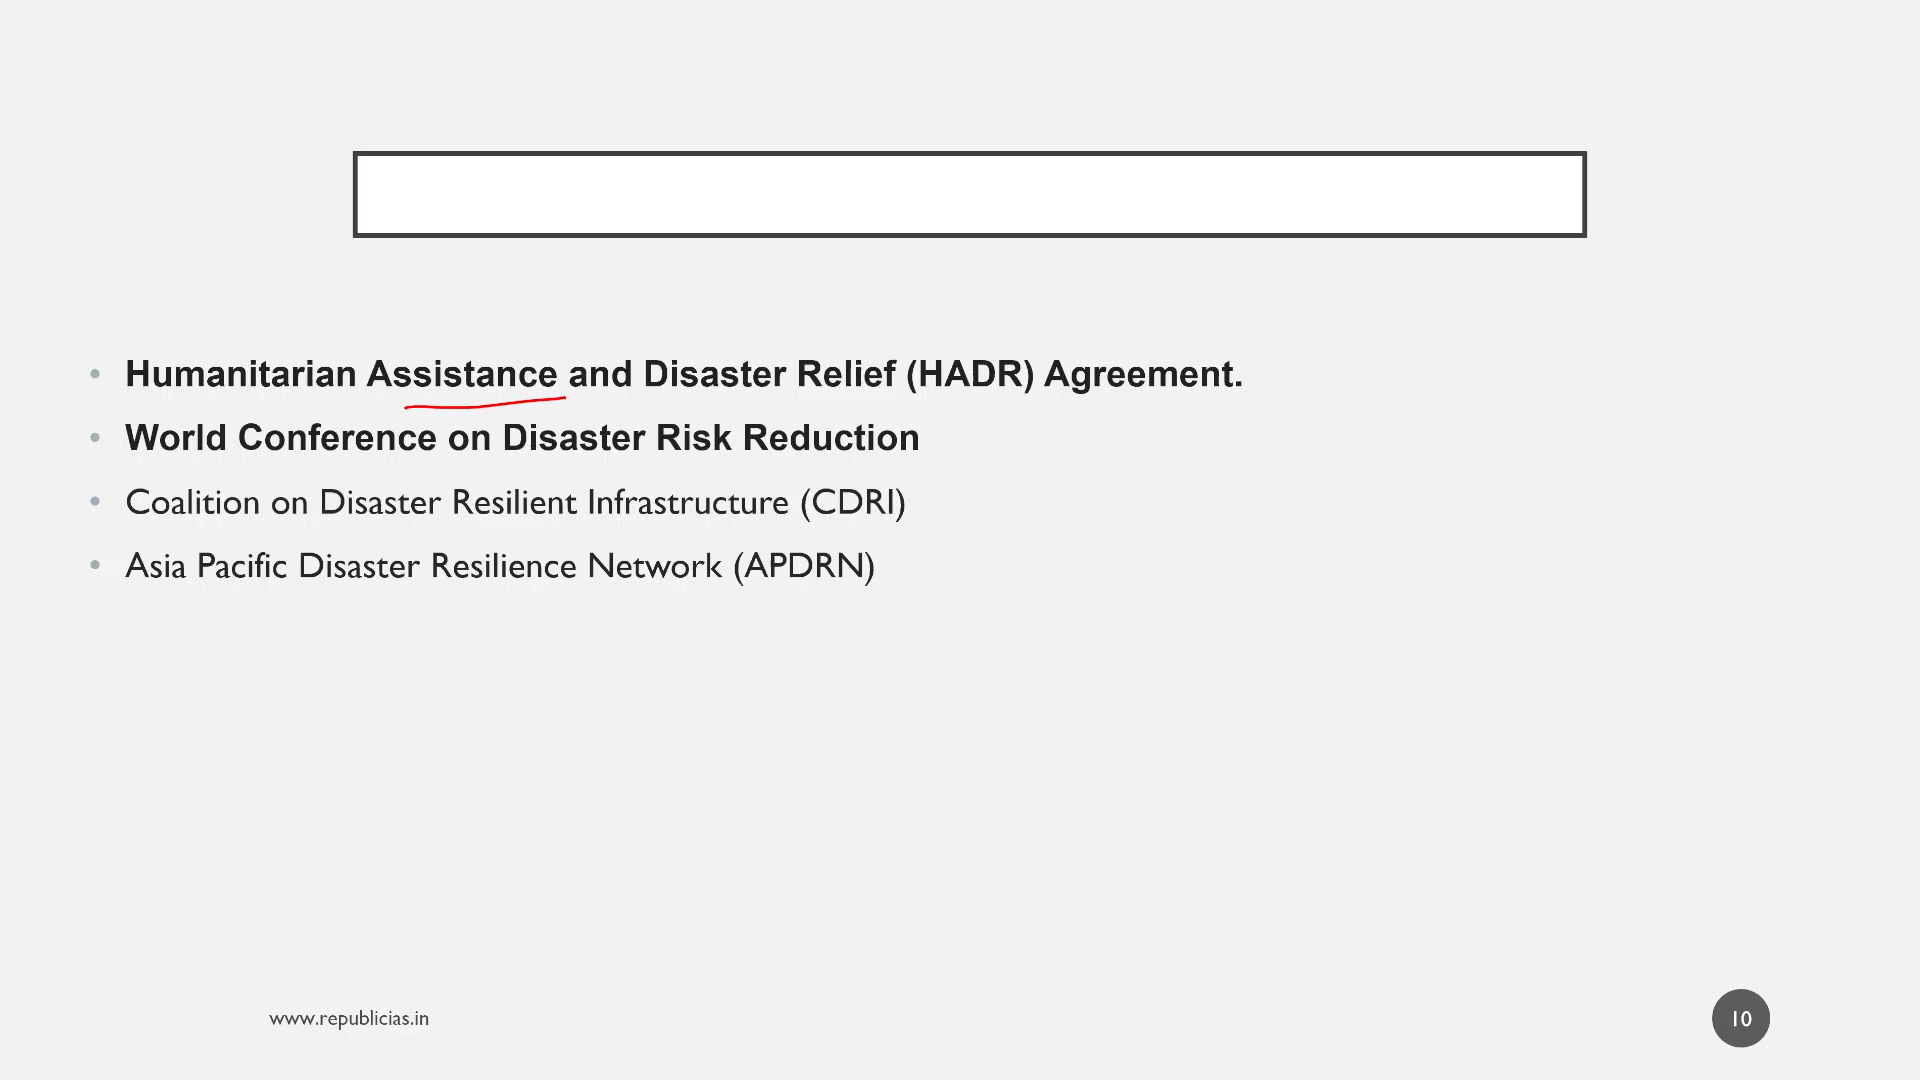 • Humanitarian Assistance and Disaster Relief (HADR) Agreement.
• World Conference on Disaster Risk Reduction
• Coalition on Disaster Resilient Infrastructure (CDRI)
• Asia Pacific Disaster Resilience Network (APDRN)
www.republicias.in
10